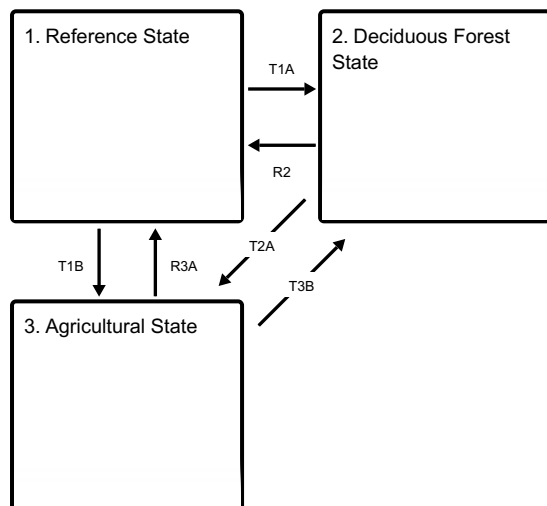 1. Reference State
2. Deciduous Forest
State
T1A
R2
T1B
R3A
T2A
T3B
3. Agricultural State